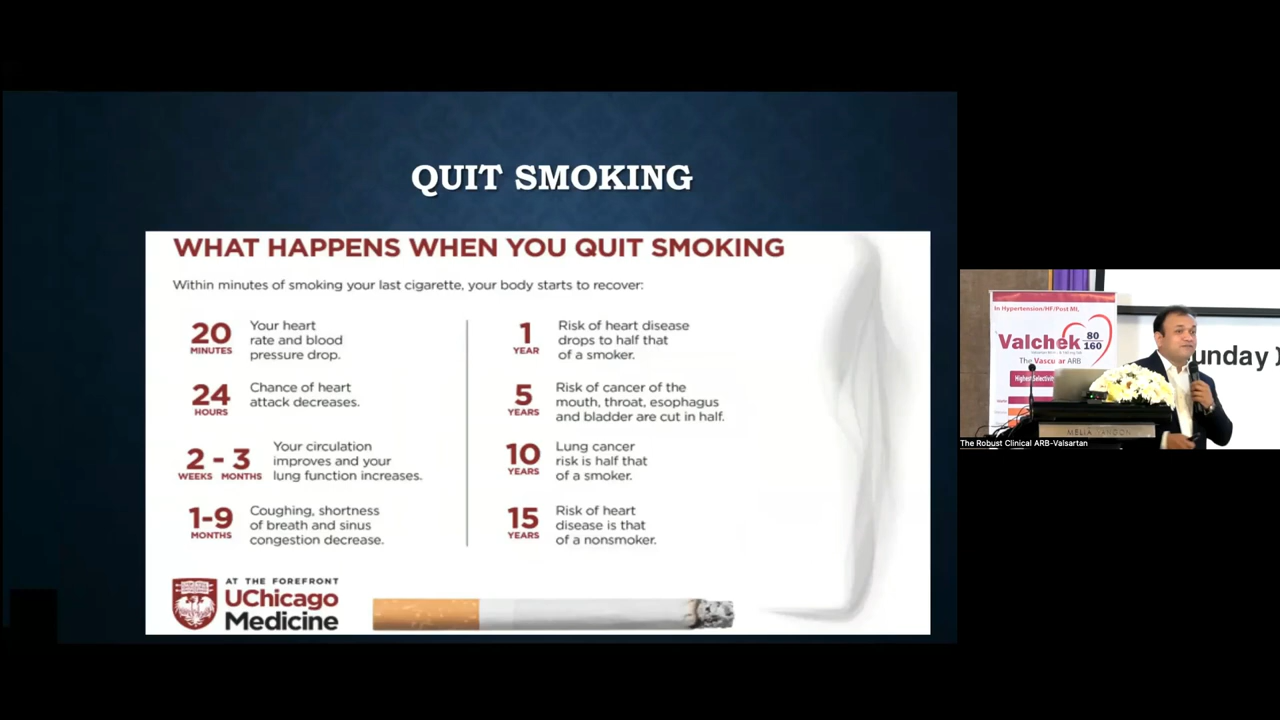 QUIT SMOKING
WHAT HAPPENS WHEN YOU QUIT SMOKING
Within minutes of smoking your last cigarette, your body starts to recover:
20
MINUTES
Your heart
rate and blood
pressure drop.
24
HOURS
Chance of heart
attack decreases.
2 - 3
WEEKS MONTHS
Your circulation
improves and your
lung function increases.
1-9
MONTHS
Coughing, shortness
of breath and sinus
congestion decrease.
1
YEAR
Risk of heart disease
drops to half that
of a smoker.
5
YEARS
Risk of cancer of the
mouth, throat, esophagus
and bladder are cut in half.
10
YEARS
Lung cancer
risk is half that
of a smoker.
15
YEARS
Risk of heart
disease is that
of a nonsmoker.
AT THE FOREFRONT
UChicago
Medicine
In Hypertension/HF/Post MI,
Valchek 80
160
The Vascular ARB
Highest Selectivity
unday
MELIA YANGON
The Robust Clinical ARB-Valsartan